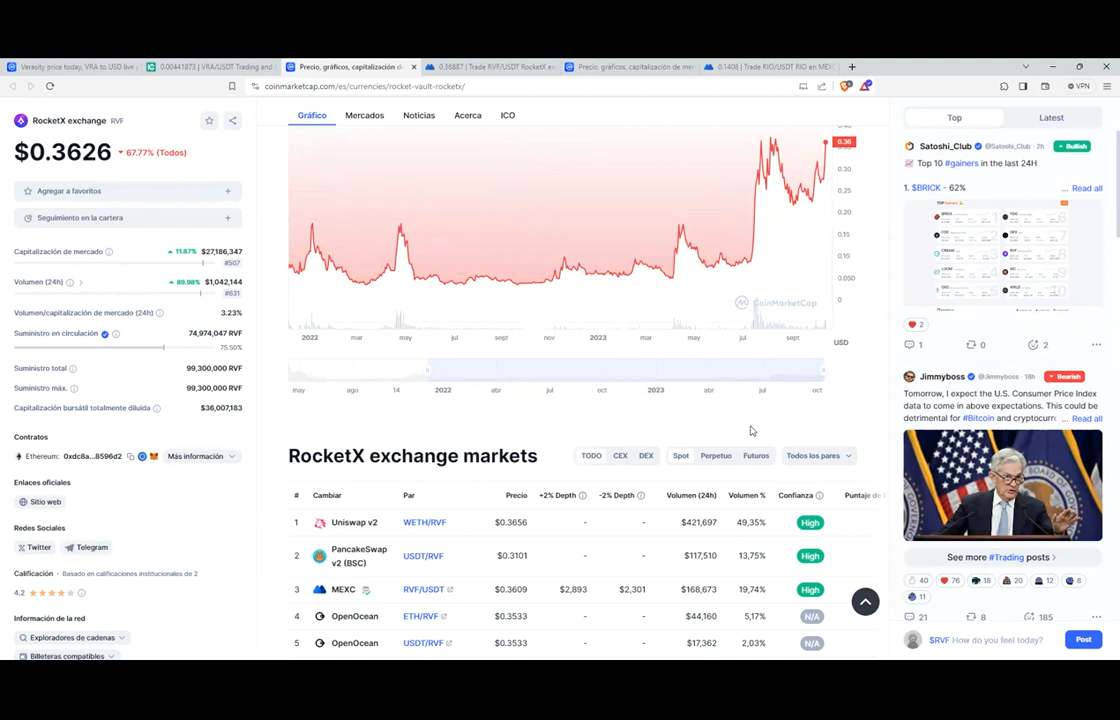 Verasity price today, VRA to USD live
0.00441873 | VRA/USDT Trading and
Precio, gráficos, capitalización d
0.36887 | Trade RVF/USDT RocketX ex
Precio, gráficos, capitalización de me
0.1408 | Trade RIO/USDT RIO en MEXC
coinmarketcap.com/es/currencies/rocket-vault-rocketx/
VPN
RocketX exchange RVF
$0.3626 67.77% (Todos)
Agregar a favoritos +
Seguimiento en la cartera +
Capitalización de mercado 11.87% $27,186,347
#507
Volumen (24h) 89.98% $1,042,144
#631
Volumen/capitalización de mercado (24h) 3.23%
Suministro en circulación 74,974,047 RVF
75.50%
Suministro total 99,300,000 RVF
Suministro máx. 99,300,000 RVF
Capitalización bursátil totalmente diluida $36,007,183
Contratos
Ethereum: 0xdc8a...8596d2 Más información
Enlaces oficiales
Sitio web
Redes Sociales
Twitter Telegram
Calificación · Basado en calificaciones institucionales de 2
4.2
Información de la red
Exploradores de cadenas
Billeteras compatibles
Gráfico Mercados Noticias Acerca ICO
0.40
0.36
0.30
0.25
0.20
0.15
0.10
0.050
0
CoinMarketCap
2022 mar may jul sept nov 2023 mar may jul sept USD
may ago 14 2022 abr jul oct 2023 abr jul oct
RocketX exchange markets TODO CEX DEX Spot Perpetuo Futuros Todos los pares
# Cambiar Par Precio +2% Depth -2% Depth Volumen (24h) Volumen % Confianza Puntaje de
1 Uniswap v2 WETH/RVF $0.3656 - - $421,697 49,35% High
2 PancakeSwap v2 (BSC) USDT/RVF $0.3101 - - $117,510 13,75% High
3 MEXC RVF/USDT $0.3609 $2,893 $2,301 $168,673 19,74% High
4 OpenOcean ETH/RVF $0.3533 - - $44,160 5,17% N/A
5 OpenOcean USDT/RVF $0.3533 - - $17,362 2,03% N/A
Top Latest
Satoshi_Club @Satoshi_Club · 2h Bullish
Top 10 #gainers in the last 24H
1. $BRICK - 62% ... Read all
2
1 0 2 ...
Jimmyboss @Jimmyboss · 18h Bearish
Tomorrow, I expect the U.S. Consumer Price Index
data to come in above expectations. This could be
detrimental for #Bitcoin and cryptocurr ... Read all
See more #Trading posts >
40 76 18 20 12 8
11
21 8 185 ...
$RVF How do you feel today? Post